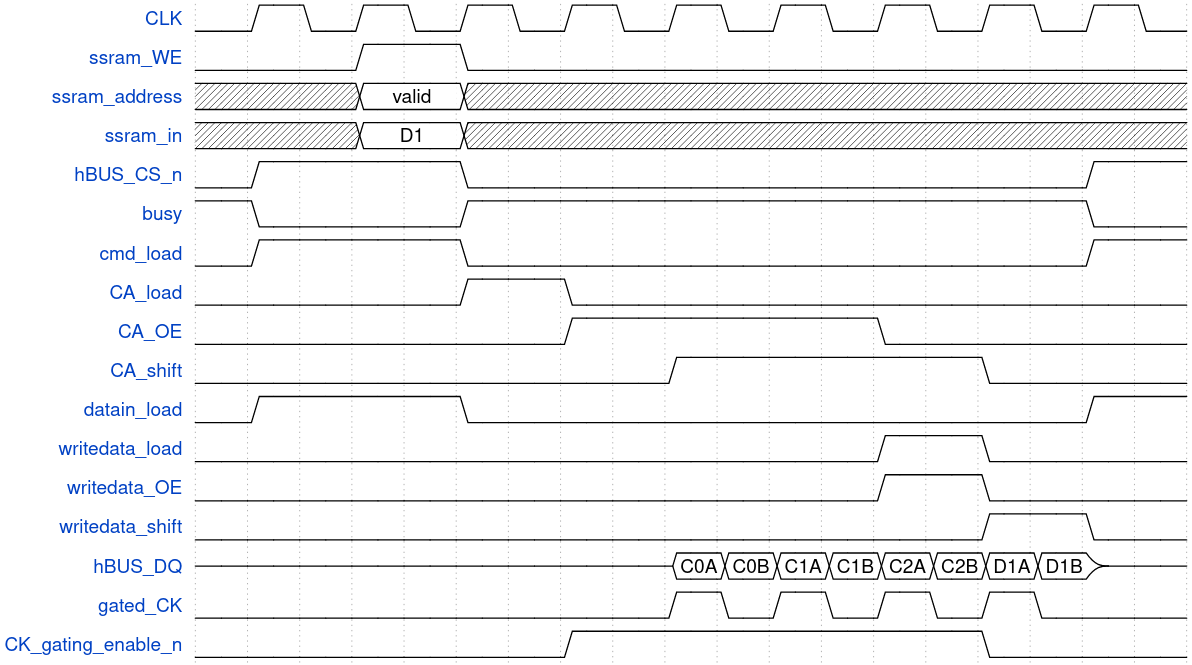 CLK
ssram_WE
ssram_address valid
ssram_in D1
hBUS_CS_n
busy
cmd_load
CA_load
CA_OE
CA_shift
datain_load
writedata_load
writedata_OE
writedata_shift
hBUS_DQ C0A C0B C1A C1B C2A C2B D1A D1B
gated_CK
CK_gating_enable_n